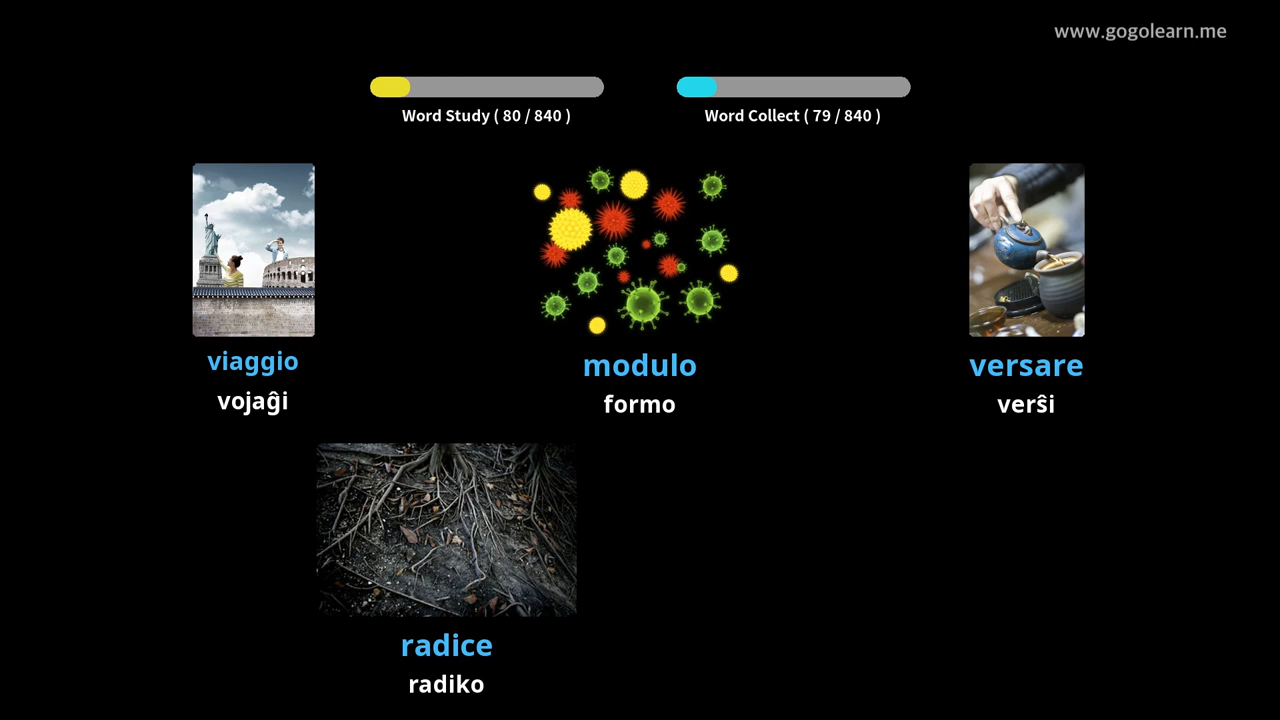 www.gogolearn.me
Word Study ( 80 / 840 )
Word Collect ( 79 / 840 )
viaggio
vojaĝi
modulo
formo
versare
verŝi
radice
radiko